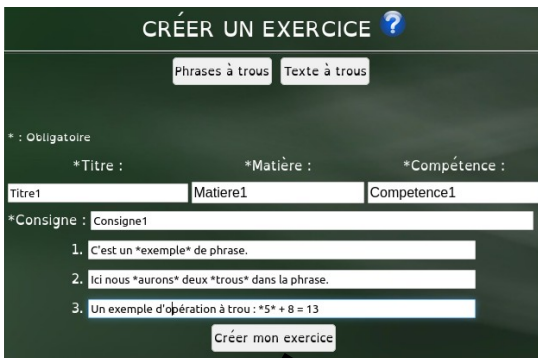 CRÉER UN EXERCICE ?
Phrases à trous Texte à trous
* : Obligatoire
*Titre : *Matière : *Compétence :
Titre1 Matiere1 Competence1
*Consigne : Consigne1
1. C'est un *exemple* de phrase.
2. Ici nous *aurons* deux *trous* dans la phrase.
3. Un exemple d'opération à trou : *5* + 8 = 13
Créer mon exercice